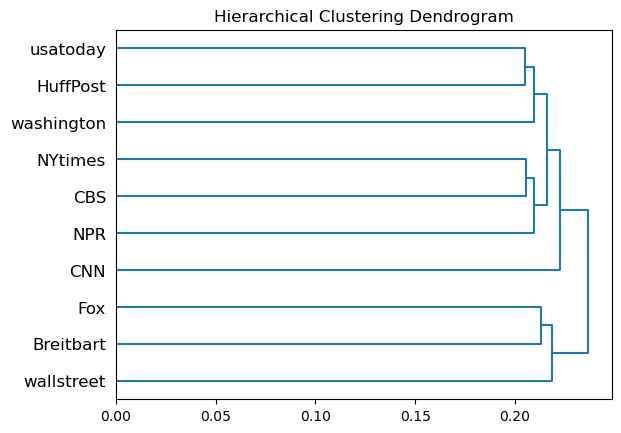 Hierarchical Clustering Dendrogram
usatoday
HuffPost
washington
NYtimes
CBS
NPR
CNN
Fox
Breitbart
wallstreet
0.00 0.05 0.10 0.15 0.20